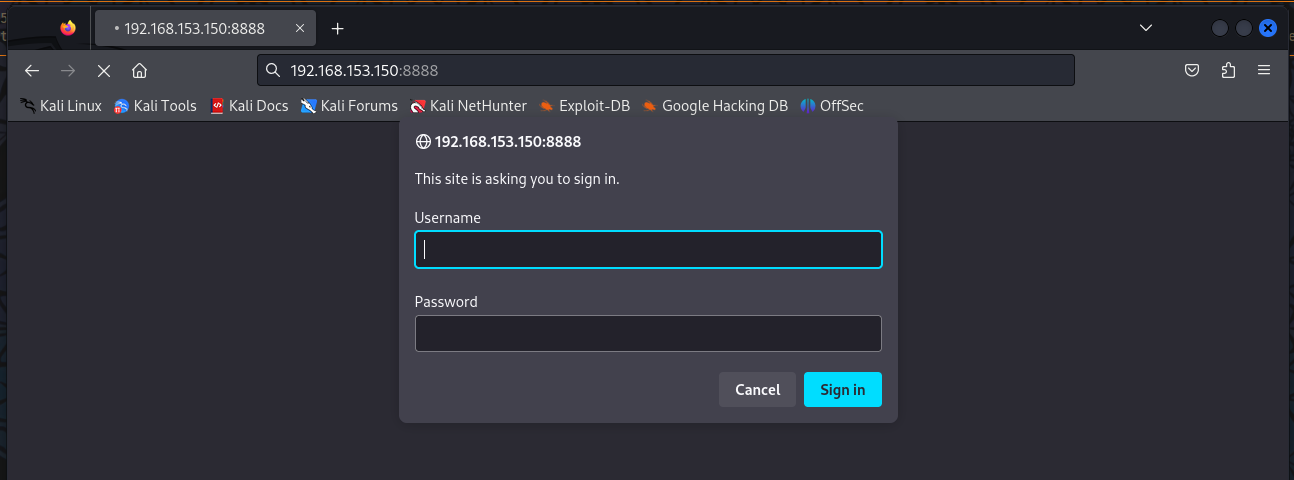 192.168.153.150:8888
192.168.153.150:8888
Kali Linux Kali Tools Kali Docs Kali Forums Kali NetHunter Exploit-DB Google Hacking DB OffSec
192.168.153.150:8888
This site is asking you to sign in.
Username
Password
Cancel Sign in